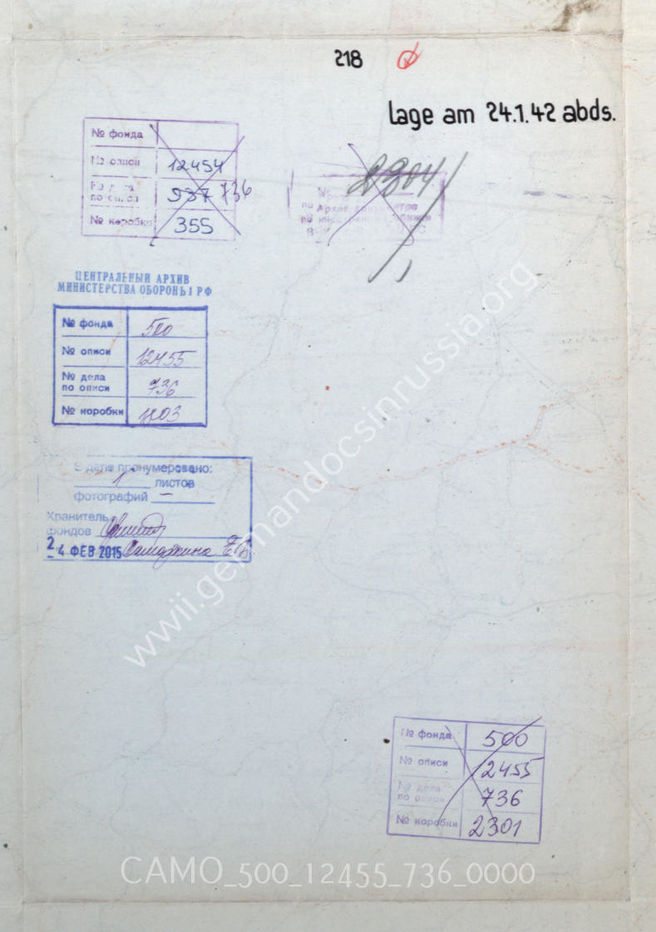 218
Lage am 24.1.42 abds.
№ фонда
№ описи 12454
№ дела по описи 937 736
№ коробки 355
2304
ЦЕНТРАЛЬНЫЙ АРХИВ
МИНИСТЕРСТВА ОБОРОНЫ РФ
№ фонда 500
№ описи 12455
№ дела
по описи 736
№ коробки 1103
В деле пронумеровано:
1 листов
фотографий —
Хранитель
фондов
24 ФЕВ 2015
www.germandocsinrussia.org
№ фонда 500
№ описи 12455
№ дела
по описи 736
№ коробки 2301
CAMO_500_12455_736_0000